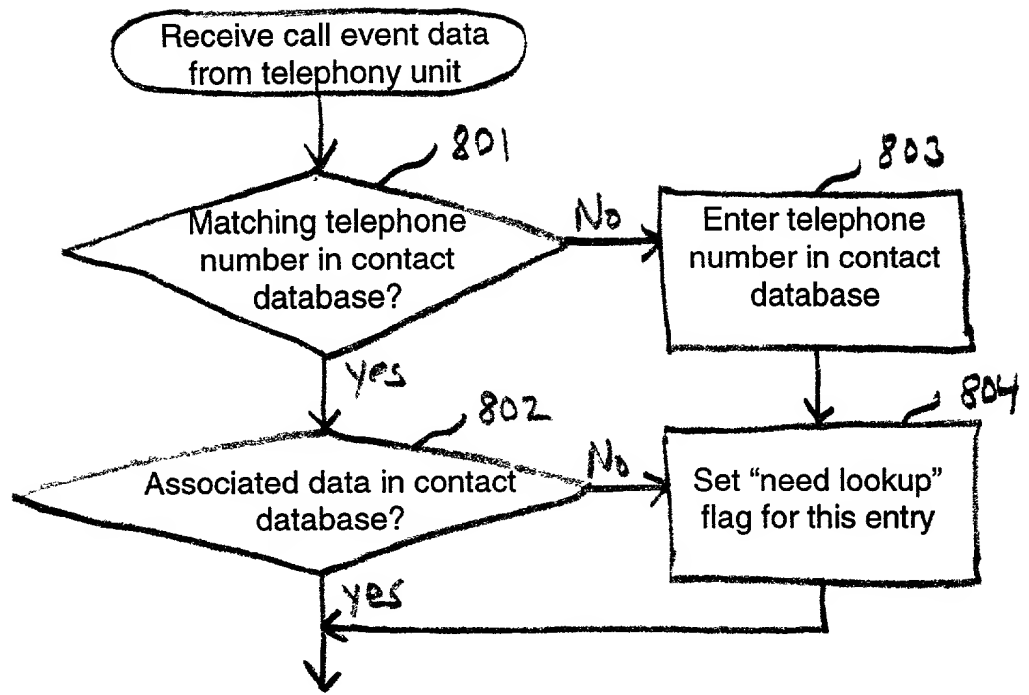 Receive call event data
from telephony unit
801
Matching telephone
number in contact
database?
No
803
Enter telephone
number in contact
database
yes
802
Associated data in contact
database?
No
804
Set “need lookup”
flag for this entry
yes